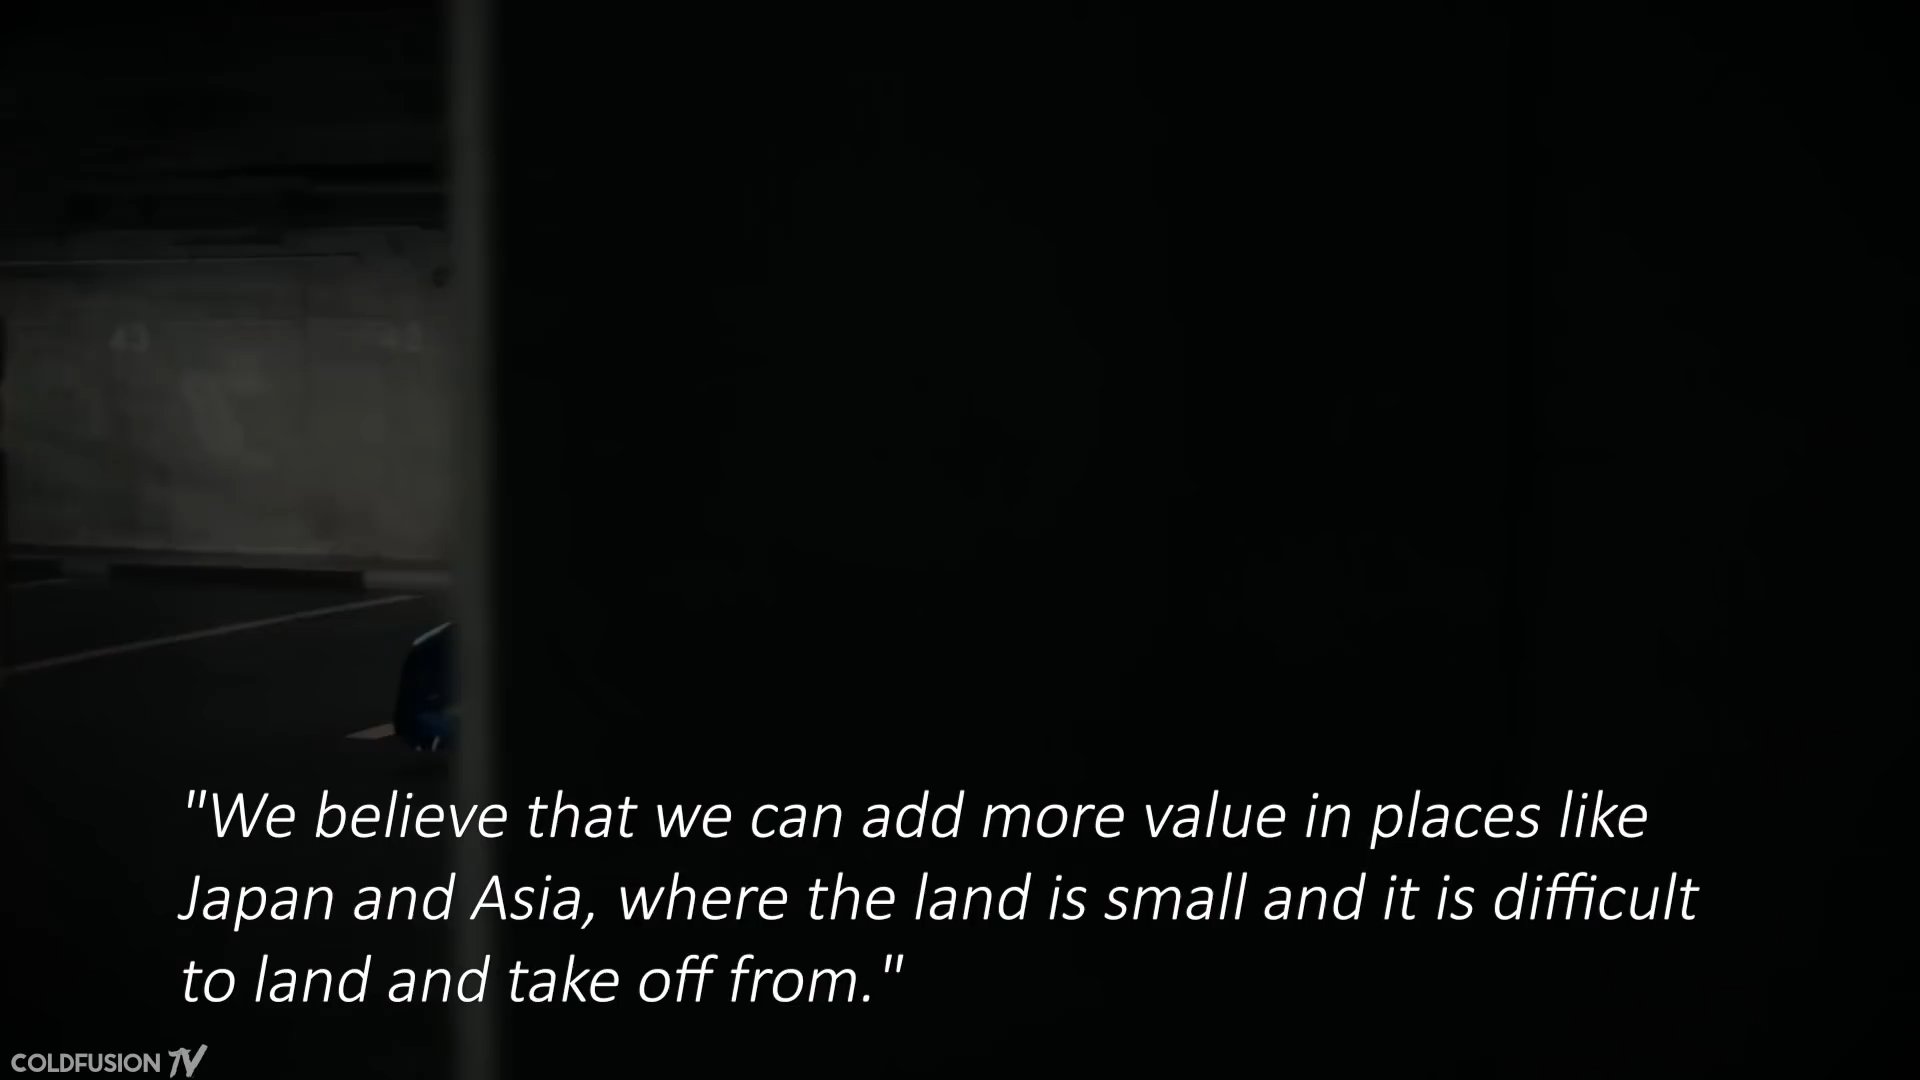 43
"We believe that we can add more value in places like
Japan and Asia, where the land is small and it is difficult
to land and take off from."
COLDFUSION TV